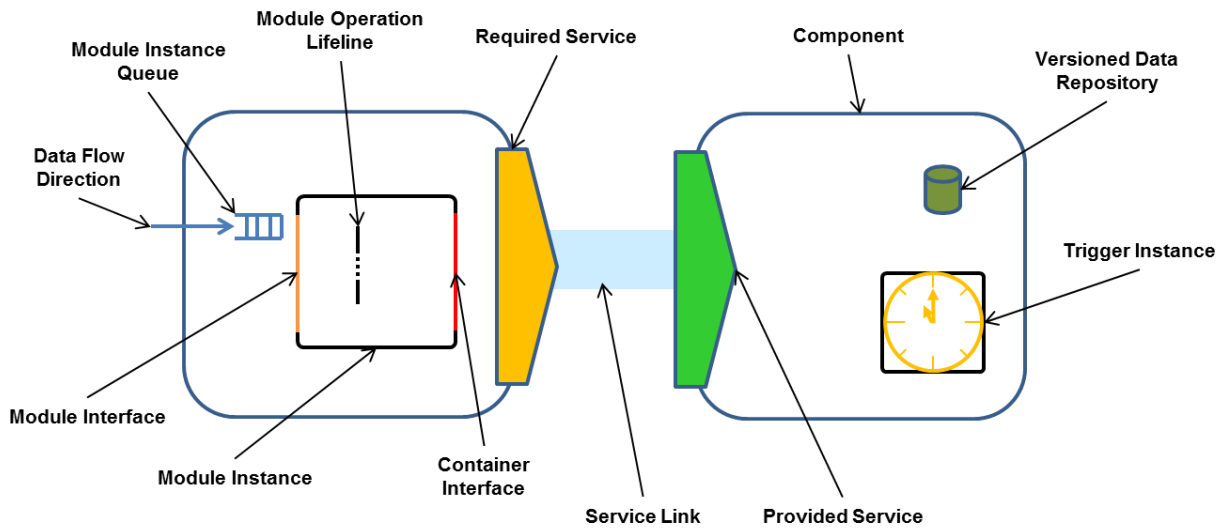 Module Operation
Lifeline
Module Instance
Queue
Required Service
Component
Versioned Data
Repository
Data Flow
Direction
Trigger Instance
Module Interface
Module Instance
Container
Interface
Service Link
Provided Service